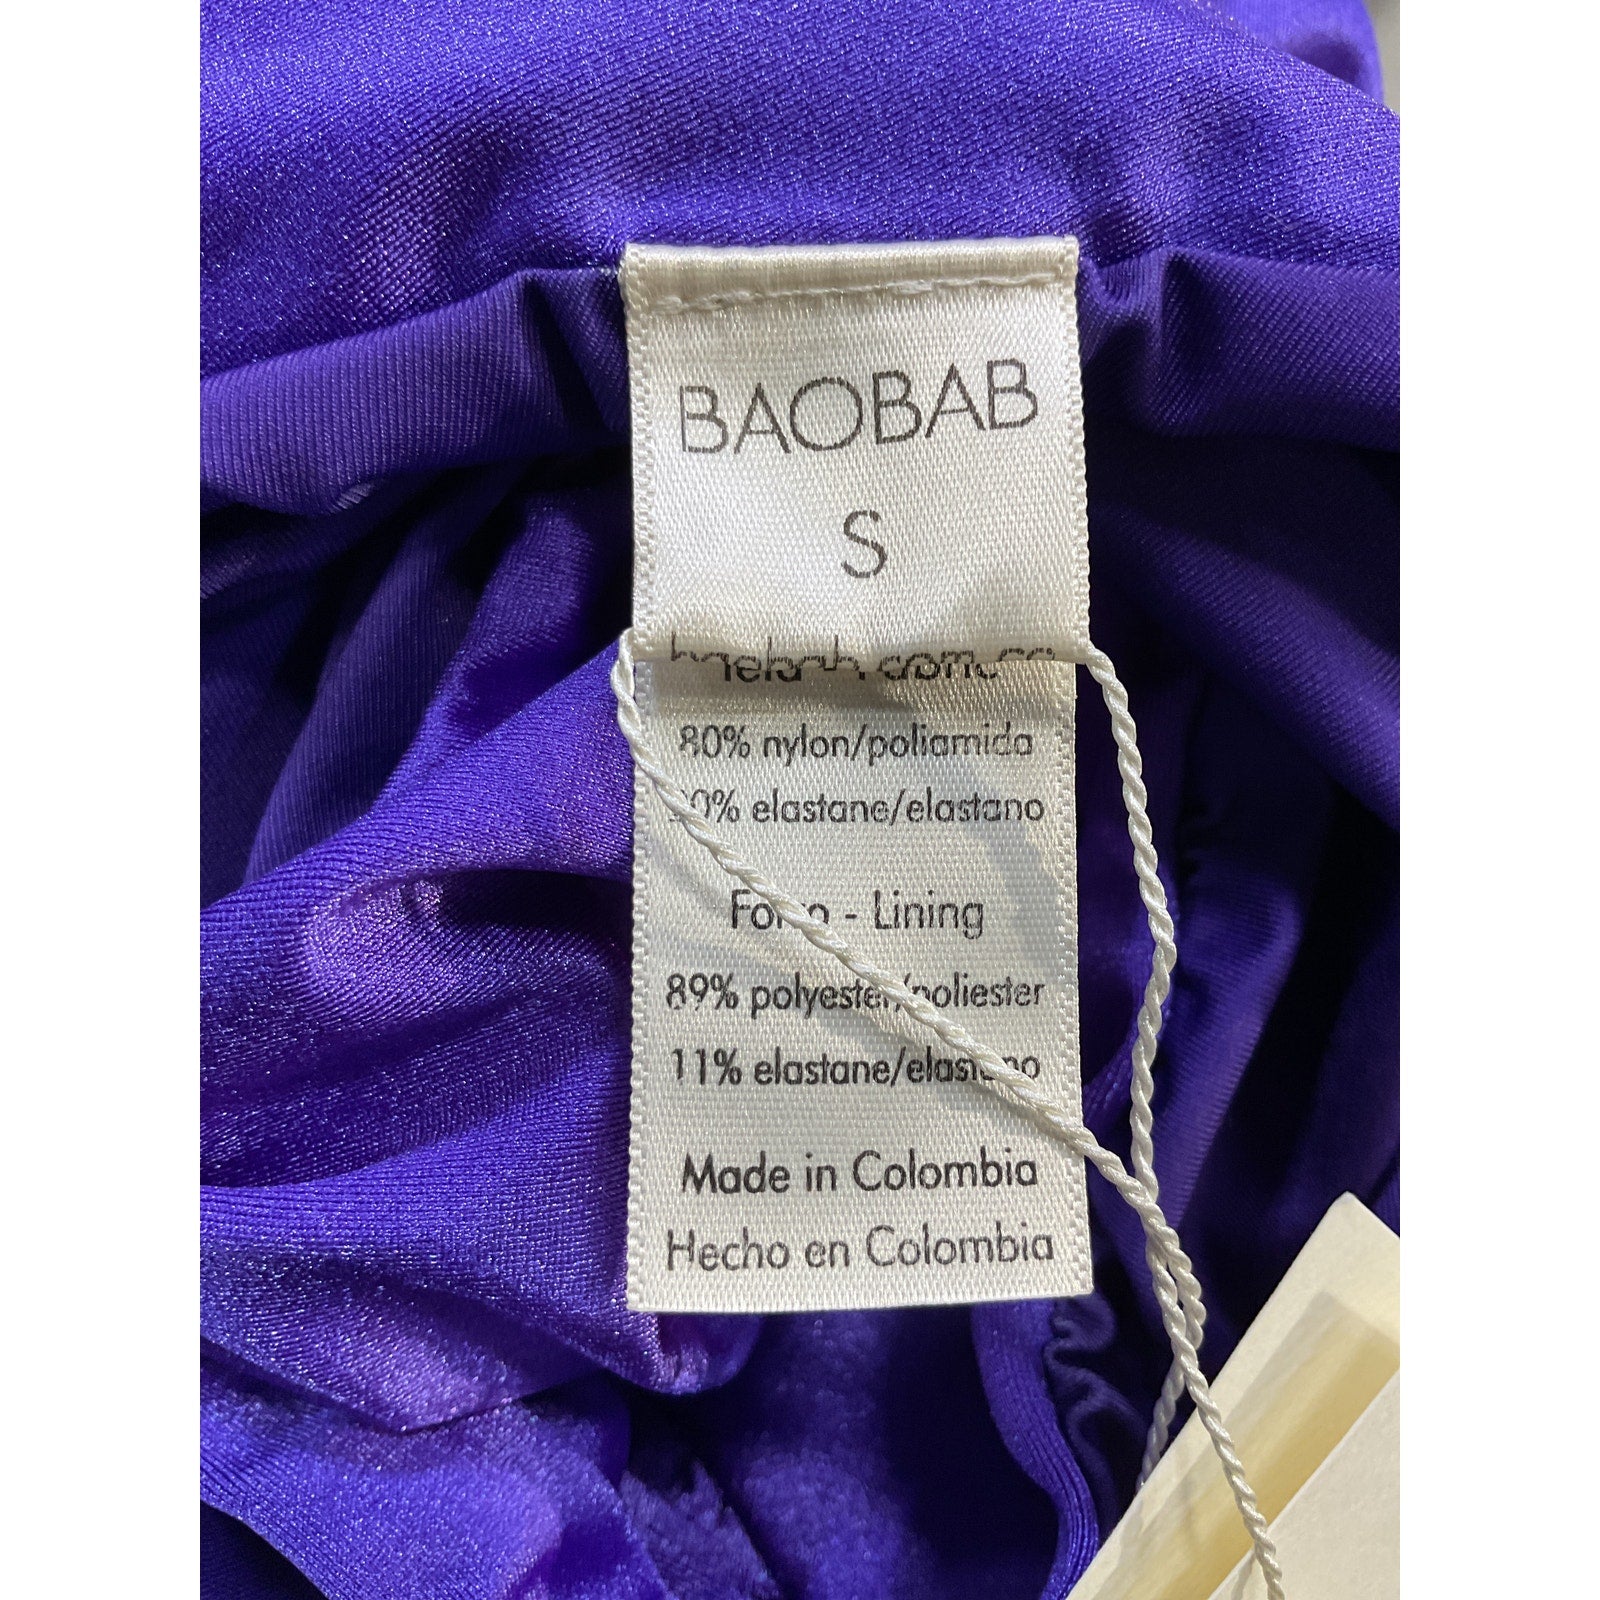 BAOBAB
S
80% nylon/poliamida
elastane/elastano
Lining
89% polyester/poliester
11% elastane/elastano
Made in Colombia
Hecho en Colombia